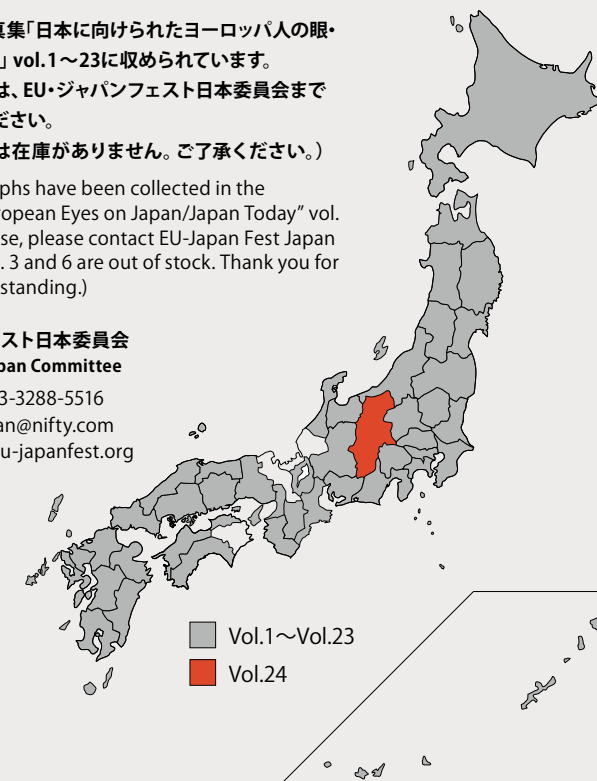 真集「日本に向けられたヨーロッパ人の眼・
」 vol.1〜23に収められています。
は、EU・ジャパンフェスト日本委員会まで
ださい。
は在庫がありません。ご了承ください。）
phs have been collected in the
ropean Eyes on Japan/Japan Today” vol.
se, please contact EU-Japan Fest Japan
. 3 and 6 are out of stock. Thank you for
standing.)
スト日本委員会
pan Committee
3-3288-5516
an@nifty.com
u-japanfest.org
Vol.1〜Vol.23
Vol.24